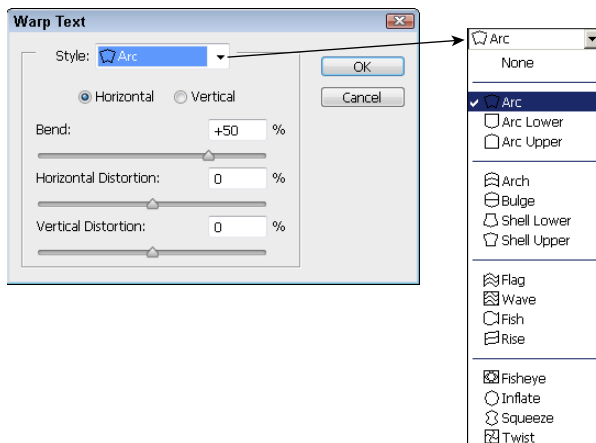 Warp Text
Style: Arc
Horizontal Vertical
Bend: +50 %
Horizontal Distortion: 0 %
Vertical Distortion: 0 %
OK
Cancel
Arc
None
Arc
Arc Lower
Arc Upper
Arch
Bulge
Shell Lower
Shell Upper
Flag
Wave
Fish
Rise
Fisheye
Inflate
Squeeze
Twist